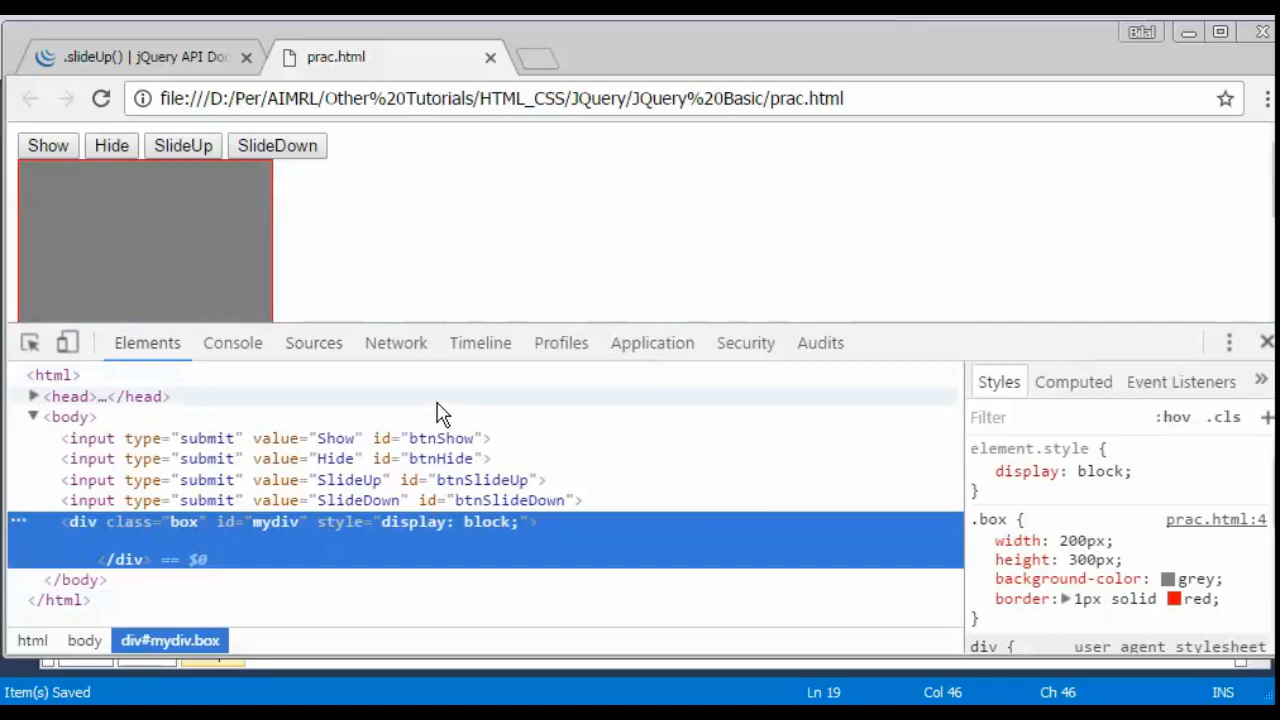 Bilal
.slideUp() | jQuery API Doc
prac.html
file:///D:/Per/AIMRL/Other%20Tutorials/HTML_CSS/JQuery/JQuery%20Basic/prac.html
Show Hide SlideUp SlideDown
Elements Console Sources Network Timeline Profiles Application Security Audits
<html>
<head>…</head>
<body>
<input type="submit" value="Show" id="btnShow">
<input type="submit" value="Hide" id="btnHide">
<input type="submit" value="SlideUp" id="btnSlideUp">
<input type="submit" value="SlideDown" id="btnSlideDown">
<div class="box" id="mydiv" style="display: block;">
</div> == $0
</body>
</html>
html body div#mydiv.box
Styles Computed Event Listeners »
Filter :hov .cls +
element.style {
display: block;
}
.box { prac.html:4
width: 200px;
height: 300px;
background-color: grey;
border: 1px solid red;
}
div { user agent stylesheet
Item(s) Saved Ln 19 Col 46 Ch 46 INS